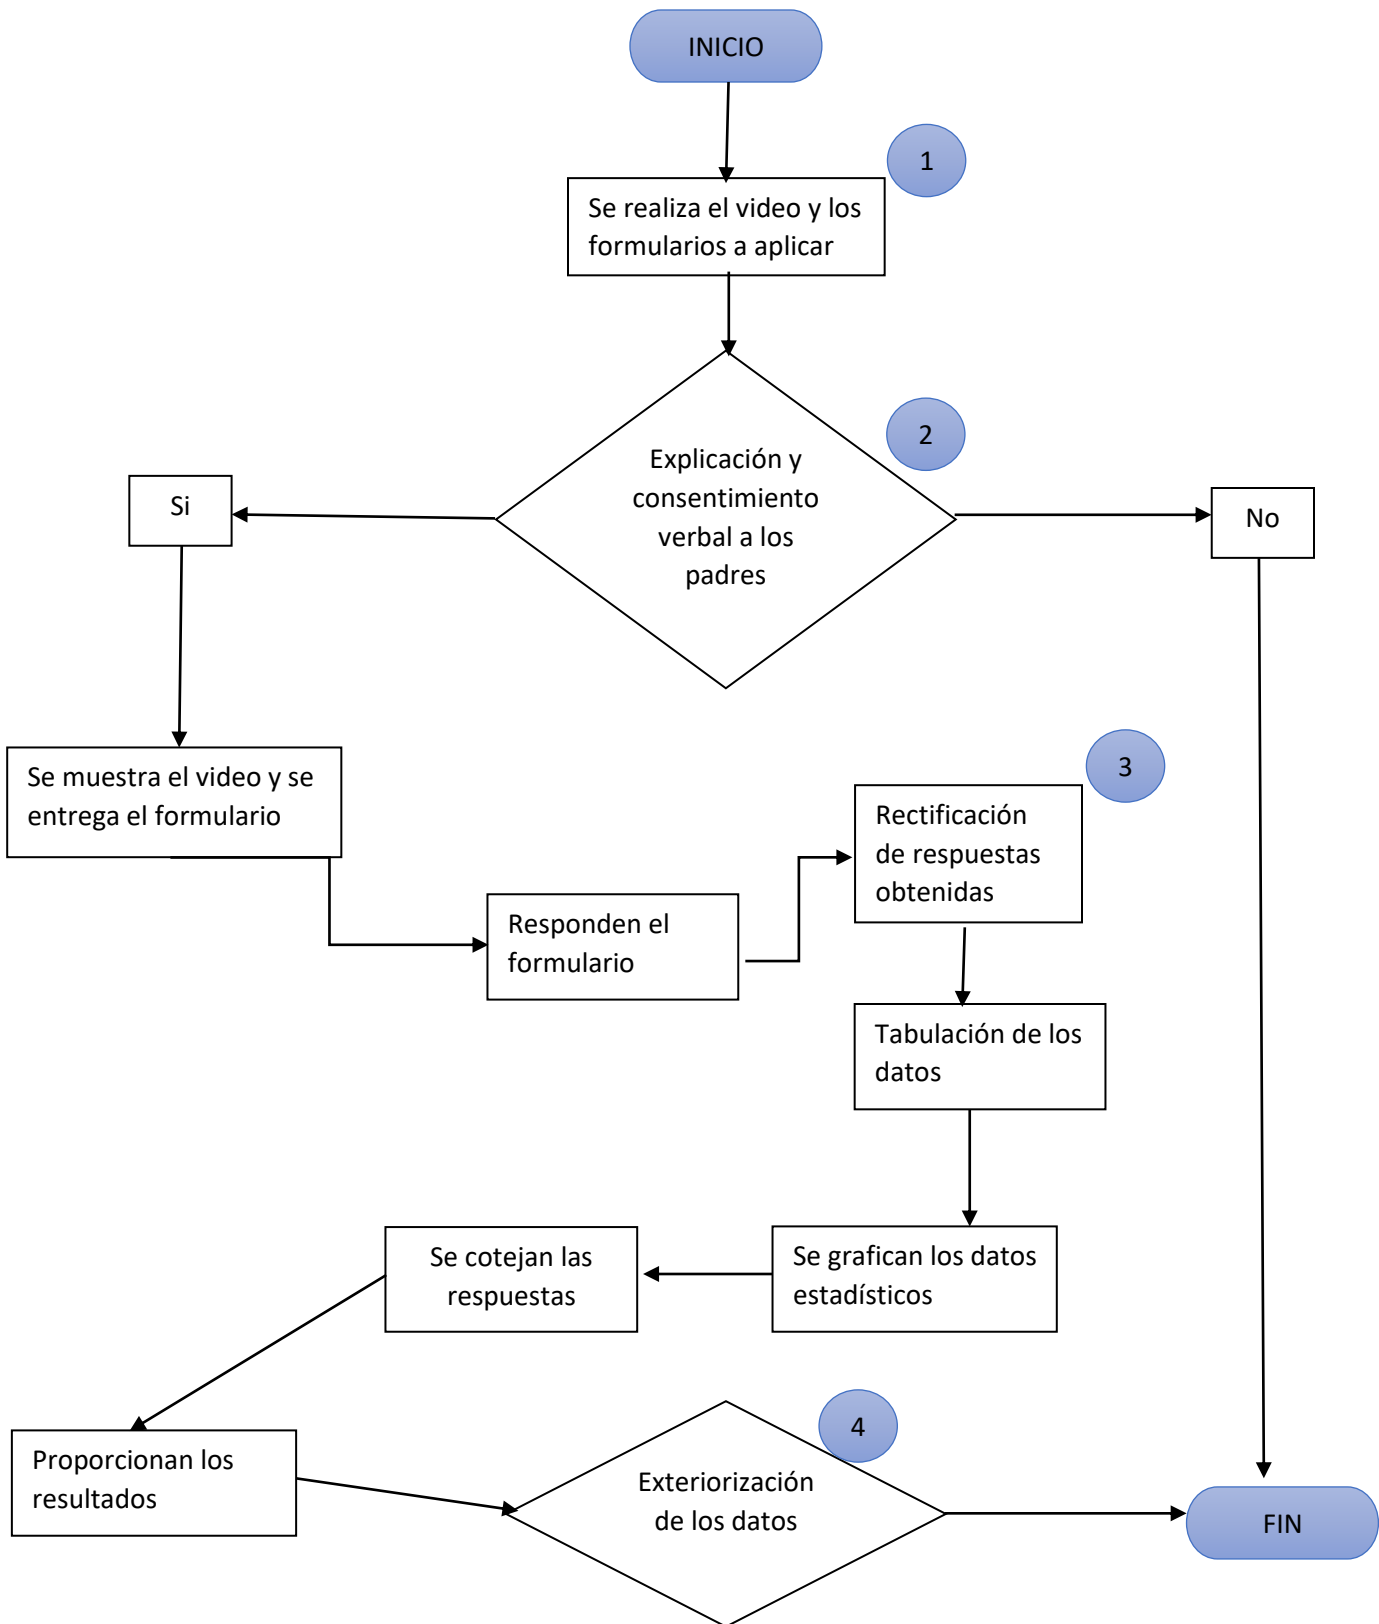 INICIO
1
Se realiza el video y los
formularios a aplicar
2
Explicación y
consentimiento
verbal a los
padres
Si
No
Se muestra el video y se
entrega el formulario
3
Rectificación
de respuestas
obtenidas
Responden el
formulario
Tabulación de los
datos
Se grafican los datos
estadísticos
Se cotejan las
respuestas
Proporcionan los
resultados
4
Exteriorización
de los datos
FIN